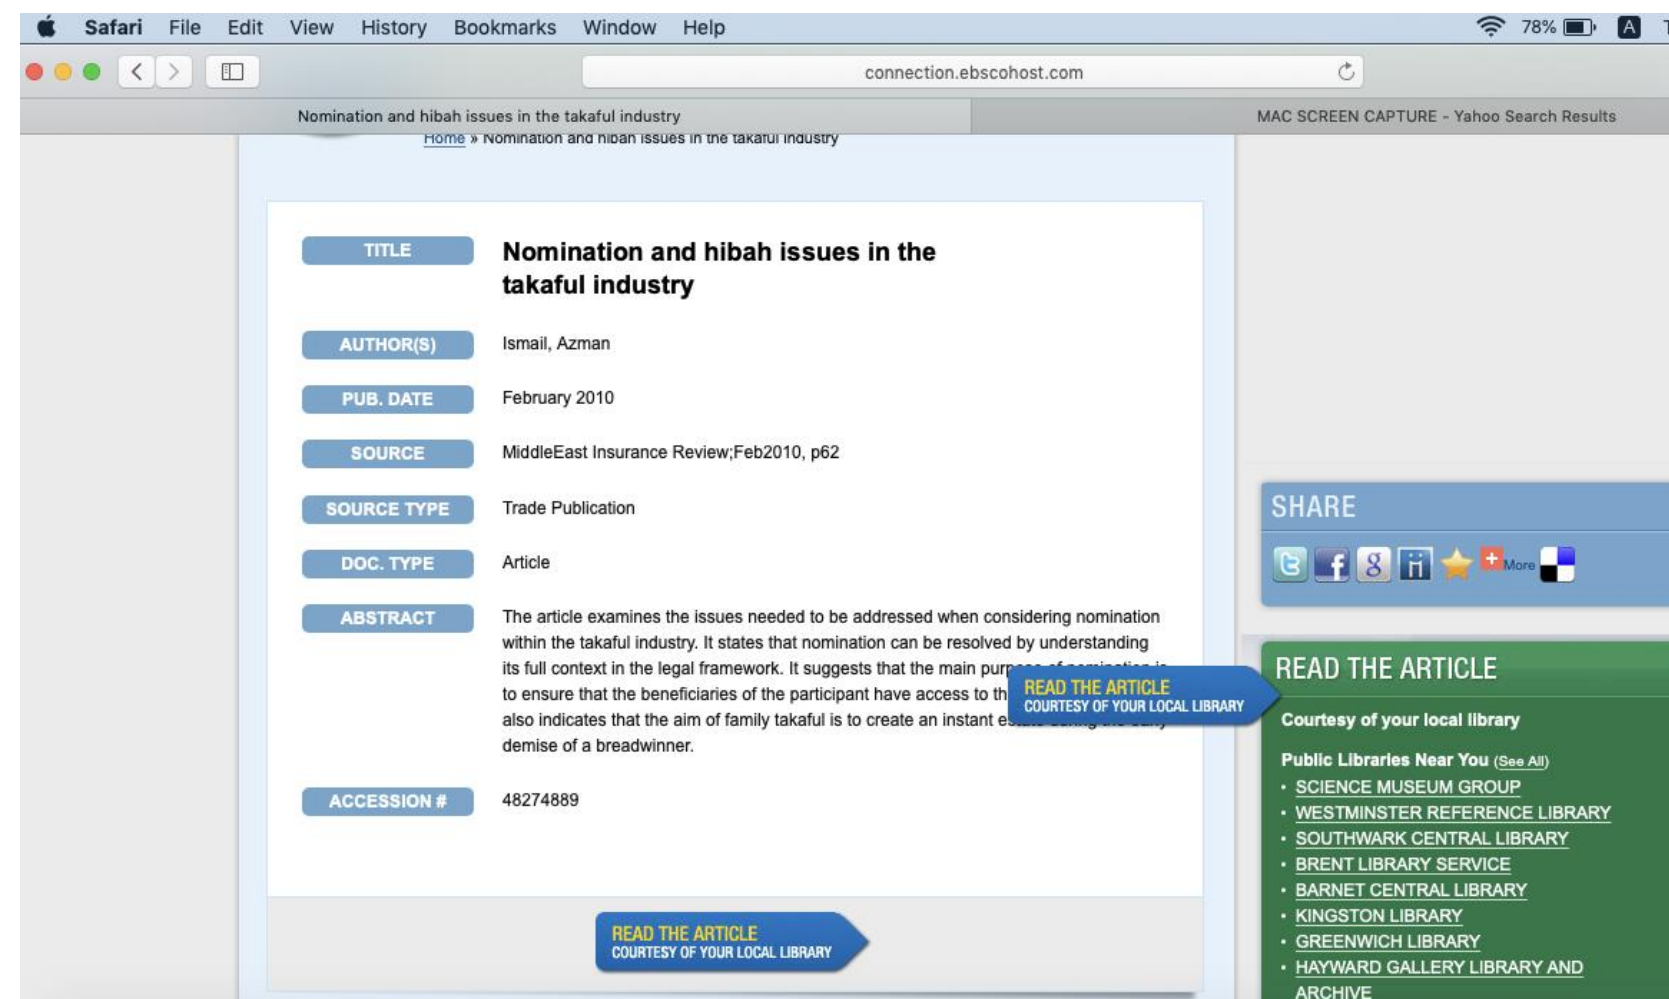 Safari File Edit View History Bookmarks Window Help 78% A
connection.ebscohost.com
Nomination and hibah issues in the takaful industry MAC SCREEN CAPTURE - Yahoo Search Results
Home » Nomination and hibah issues in the takaful industry
TITLE Nomination and hibah issues in the
takaful industry
AUTHOR(S) Ismail, Azman
PUB. DATE February 2010
SOURCE MiddleEast Insurance Review;Feb2010, p62
SOURCE TYPE Trade Publication
DOC. TYPE Article
ABSTRACT The article examines the issues needed to be addressed when considering nomination
within the takaful industry. It states that nomination can be resolved by understanding
its full context in the legal framework. It suggests that the main
to ensure that the beneficiaries of the participant have access to
also indicates that the aim of family takaful is to create an instant
demise of a breadwinner.
ACCESSION # 48274889
READ THE ARTICLE
COURTESY OF YOUR LOCAL LIBRARY
READ THE ARTICLE
COURTESY OF YOUR LOCAL LIBRARY
SHARE
More
READ THE ARTICLE
Courtesy of your local library
Public Libraries Near You (See All)
• SCIENCE MUSEUM GROUP
• WESTMINSTER REFERENCE LIBRARY
• SOUTHWARK CENTRAL LIBRARY
• BRENT LIBRARY SERVICE
• BARNET CENTRAL LIBRARY
• KINGSTON LIBRARY
• GREENWICH LIBRARY
• HAYWARD GALLERY LIBRARY AND
ARCHIVE